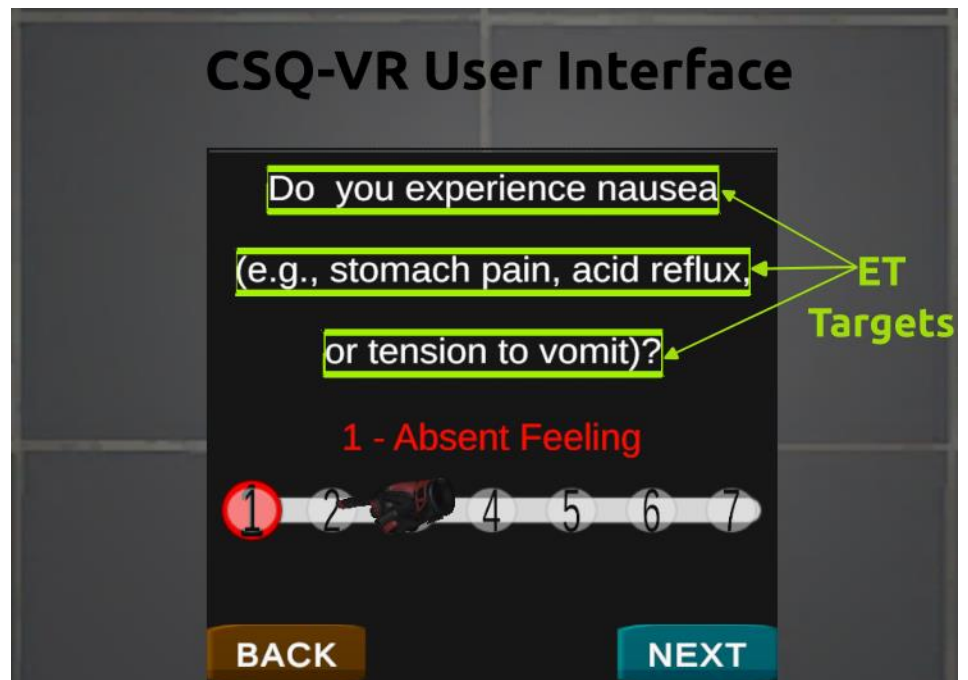 CSQ-VR User Interface
Do you experience nausea
(e.g., stomach pain, acid reflux,
or tension to vomit)?
ET
Targets
1 - Absent Feeling
1 2 4 5 6 7
BACK NEXT